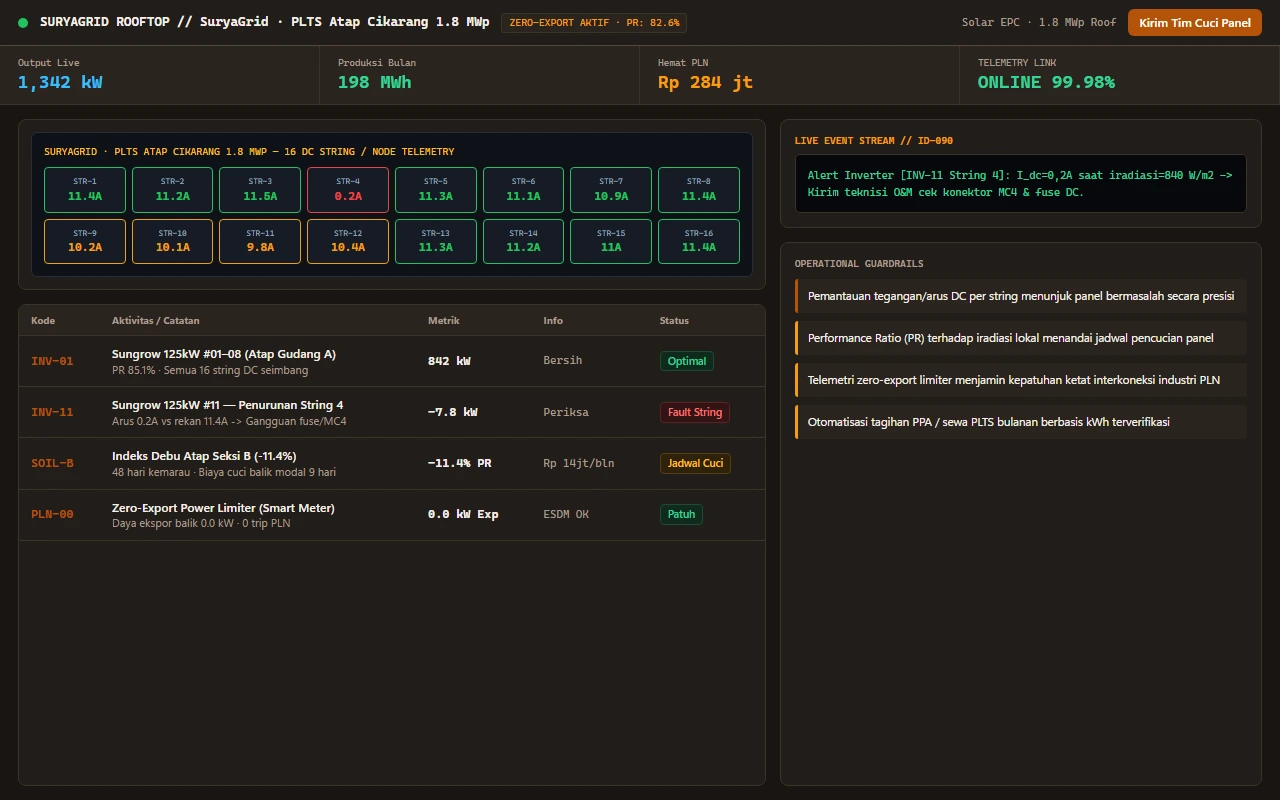 SURYAGRID ROOFTOP // SuryaGrid · PLTS Atap Cikarang 1.8 MWp
ZERO-EXPORT AKTIF · PR: 82.6%
Solar EPC · 1.8 MWp Roof
Kirim Tim Cuci Panel
Output Live
1,342 kW
Produksi Bulan
198 MWh
Hemat PLN
Rp 284 jt
TELEMETRY LINK
ONLINE 99.98%
SURYAGRID · PLTS ATAP CIKARANG 1.8 MWP — 16 DC STRING / NODE TELEMETRY
STR-1
11.4A
STR-2
11.2A
STR-3
11.5A
STR-4
0.2A
STR-5
11.3A
STR-6
11.1A
STR-7
10.9A
STR-8
11.4A
STR-9
10.2A
STR-10
10.1A
STR-11
9.8A
STR-12
10.4A
STR-13
11.3A
STR-14
11.2A
STR-15
11A
STR-16
11.4A
Kode Aktivitas / Catatan Metrik Info Status
INV-01 Sungrow 125kW #01-08 (Atap Gudang A) 842 kW Bersih Optimal
PR 85.1% · Semua 16 string DC seimbang
INV-11 Sungrow 125kW #11 — Penurunan String 4 -7.8 kW Periksa Fault String
Arus 0.2A vs rekan 11.4A -> Gangguan fuse/MC4
SOIL-B Indeks Debu Atap Seksi B (-11.4%) -11.4% PR Rp 14jt/bln Jadwal Cuci
48 hari kemarau · Biaya cuci balik modal 9 hari
PLN-00 Zero-Export Power Limiter (Smart Meter) 0.0 kW Exp ESDM OK Patuh
Daya ekspor balik 0.0 kW · 0 trip PLN
LIVE EVENT STREAM // ID-090
Alert Inverter [INV-11 String 4]: I_dc=0,2A saat irradiasi=840 W/m2 ->
Kirim teknisi O&M cek konektor MC4 & fuse DC.
OPERATIONAL GUARDRAILS
Pemantauan tegangan/arus DC per string menunjuk panel bermasalah secara presisi
Performance Ratio (PR) terhadap iradiasi lokal menandai jadwal pencucian panel
Telemetri zero-export limiter menjamin kepatuhan ketat interkoneksi industri PLN
Otomatisasi tagihan PPA / sewa PLTS bulanan berbasis kWh terverifikasi